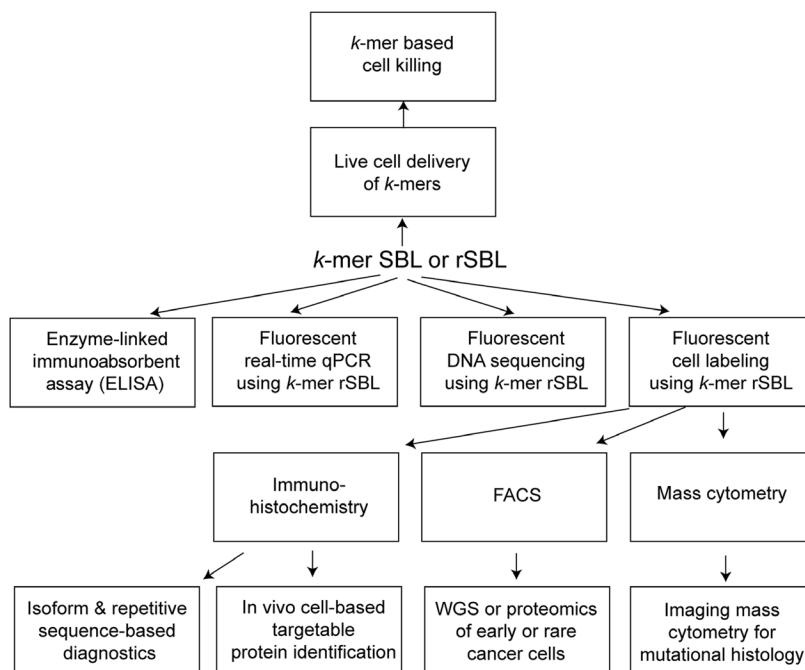 k-mer based
cell killing
Live cell delivery
of k-mers
k-mer SBL or rSBL
Enzyme-linked
immunoabsorbent
assay (ELISA)
Fluorescent
real-time qPCR
using k-mer rSBL
Fluorescent
DNA sequencing
using k-mer rSBL
Fluorescent
cell labeling
using k-mer rSBL
Immuno-
histochemistry
FACS
Mass cytometry
Isoform & repetitive
sequence-based
diagnostics
In vivo cell-based
targetable
protein identification
WGS or proteomics
of early or rare
cancer cells
Imaging mass
cytometry for
mutational histology